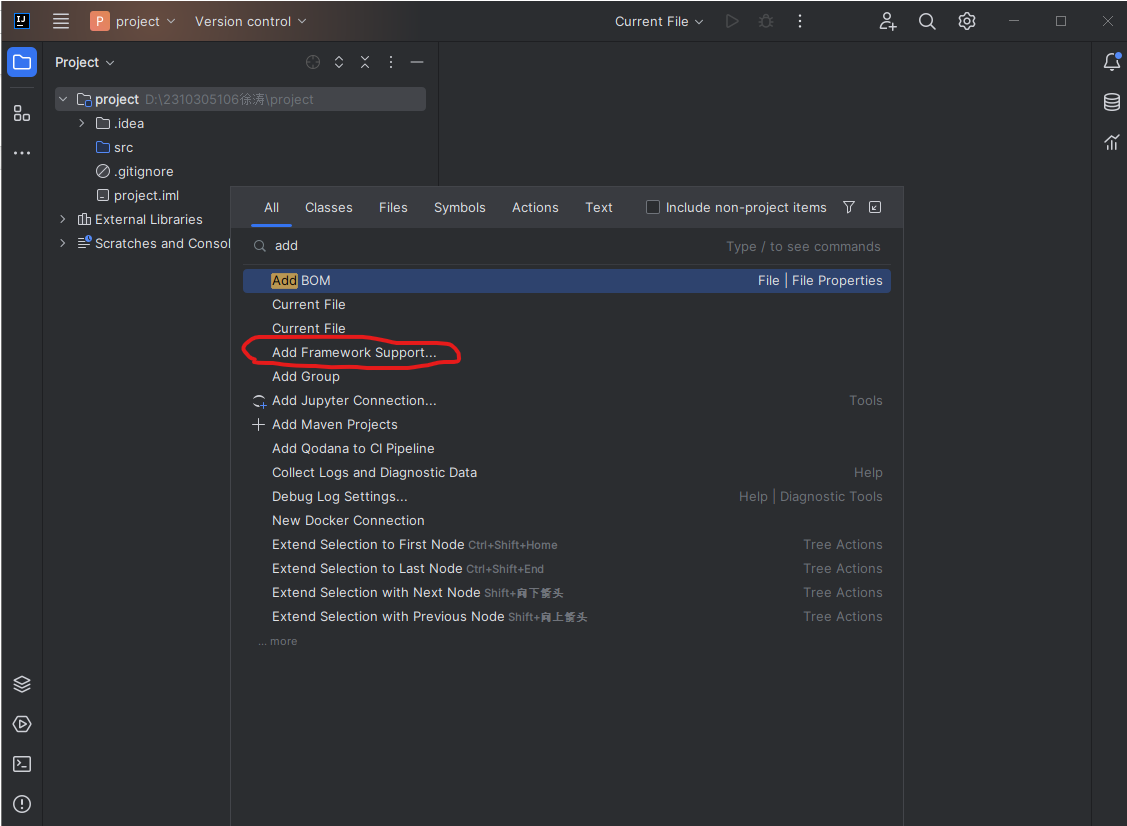 P project Version control Current File
Project
project D:\2310305106徐涛\project
.idea
src
.gitignore
project.iml
External Libraries
Scratches and Consol
All Classes Files Symbols Actions Text Include non-project items
add Type / to see commands
Add BOM File | File Properties
Current File
Current File
Add Framework Support...
Add Group
Add Jupyter Connection... Tools
Add Maven Projects
Add Qodana to CI Pipeline
Collect Logs and Diagnostic Data Help
Debug Log Settings... Help | Diagnostic Tools
New Docker Connection
Extend Selection to First Node Ctrl+Shift+Home Tree Actions
Extend Selection to Last Node Ctrl+Shift+End Tree Actions
Extend Selection with Next Node Shift+向下箭头 Tree Actions
Extend Selection with Previous Node Shift+向上箭头 Tree Actions
... more